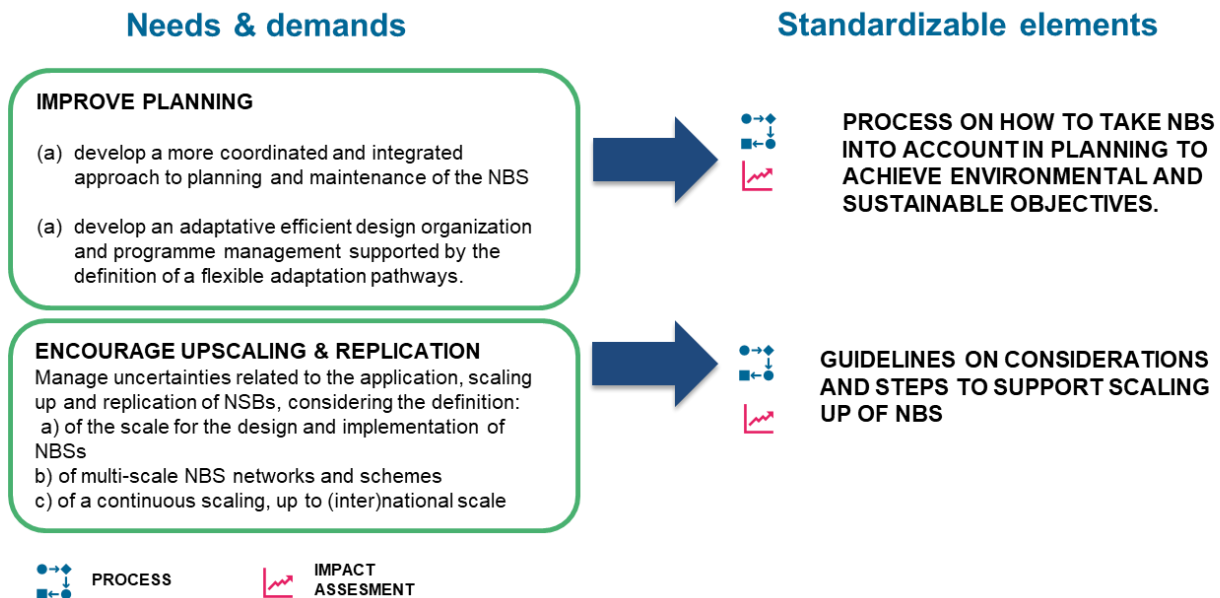 Needs & demands
Standardizable elements
IMPROVE PLANNING
(a) develop a more coordinated and integrated
approach to planning and maintenance of the NBS
(a) develop an adaptative efficient design organization
and programme management supported by the
definition of a flexible adaptation pathways.
PROCESS ON HOW TO TAKE NBS
INTO ACCOUNT IN PLANNING TO
ACHIEVE ENVIRONMENTAL AND
SUSTAINABLE OBJECTIVES.
ENCOURAGE UPSCALING & REPLICATION
Manage uncertainties related to the application, scaling
up and replication of NSBs, considering the definition:
a) of the scale for the design and implementation of
NBSs
b) of multi-scale NBS networks and schemes
c) of a continuous scaling, up to (inter)national scale
GUIDELINES ON CONSIDERATIONS
AND STEPS TO SUPPORT SCALING
UP OF NBS
PROCESS
IMPACT
ASSESMENT